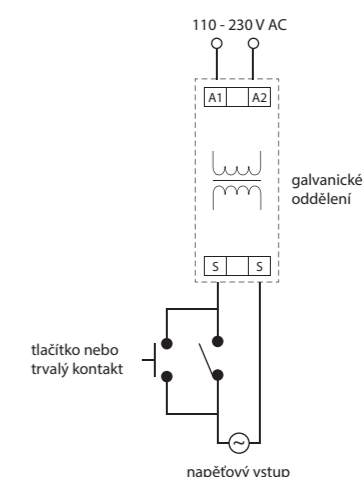 110 - 230 V AC
A1 A2
galvanické
oddělení
S S
tlačítko nebo
trvalý kontakt
~
napěťový vstup